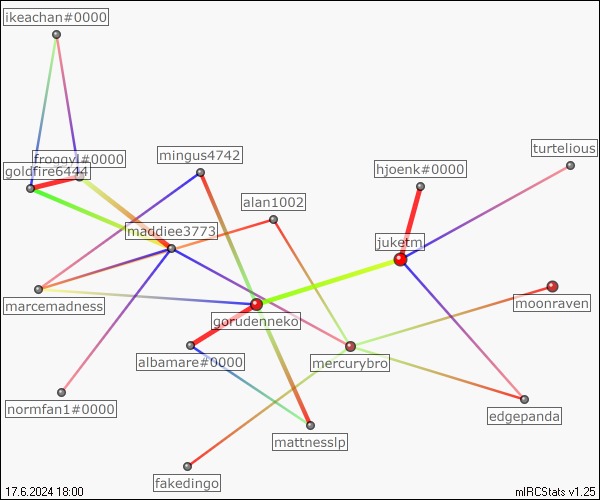 ikeachan#0000
turtelious
mingus4742
froggyl#0000
goldfire6444
hjoenk#0000
alan1002
maddiee3773
juketm
marcemadness
gorudenneko
moonraven
albamare#0000
mercurybro
normfan1#0000
edgepanda
mattnesslp
fakedingo
17.6.2024 18:00
mIRCStats v1.25